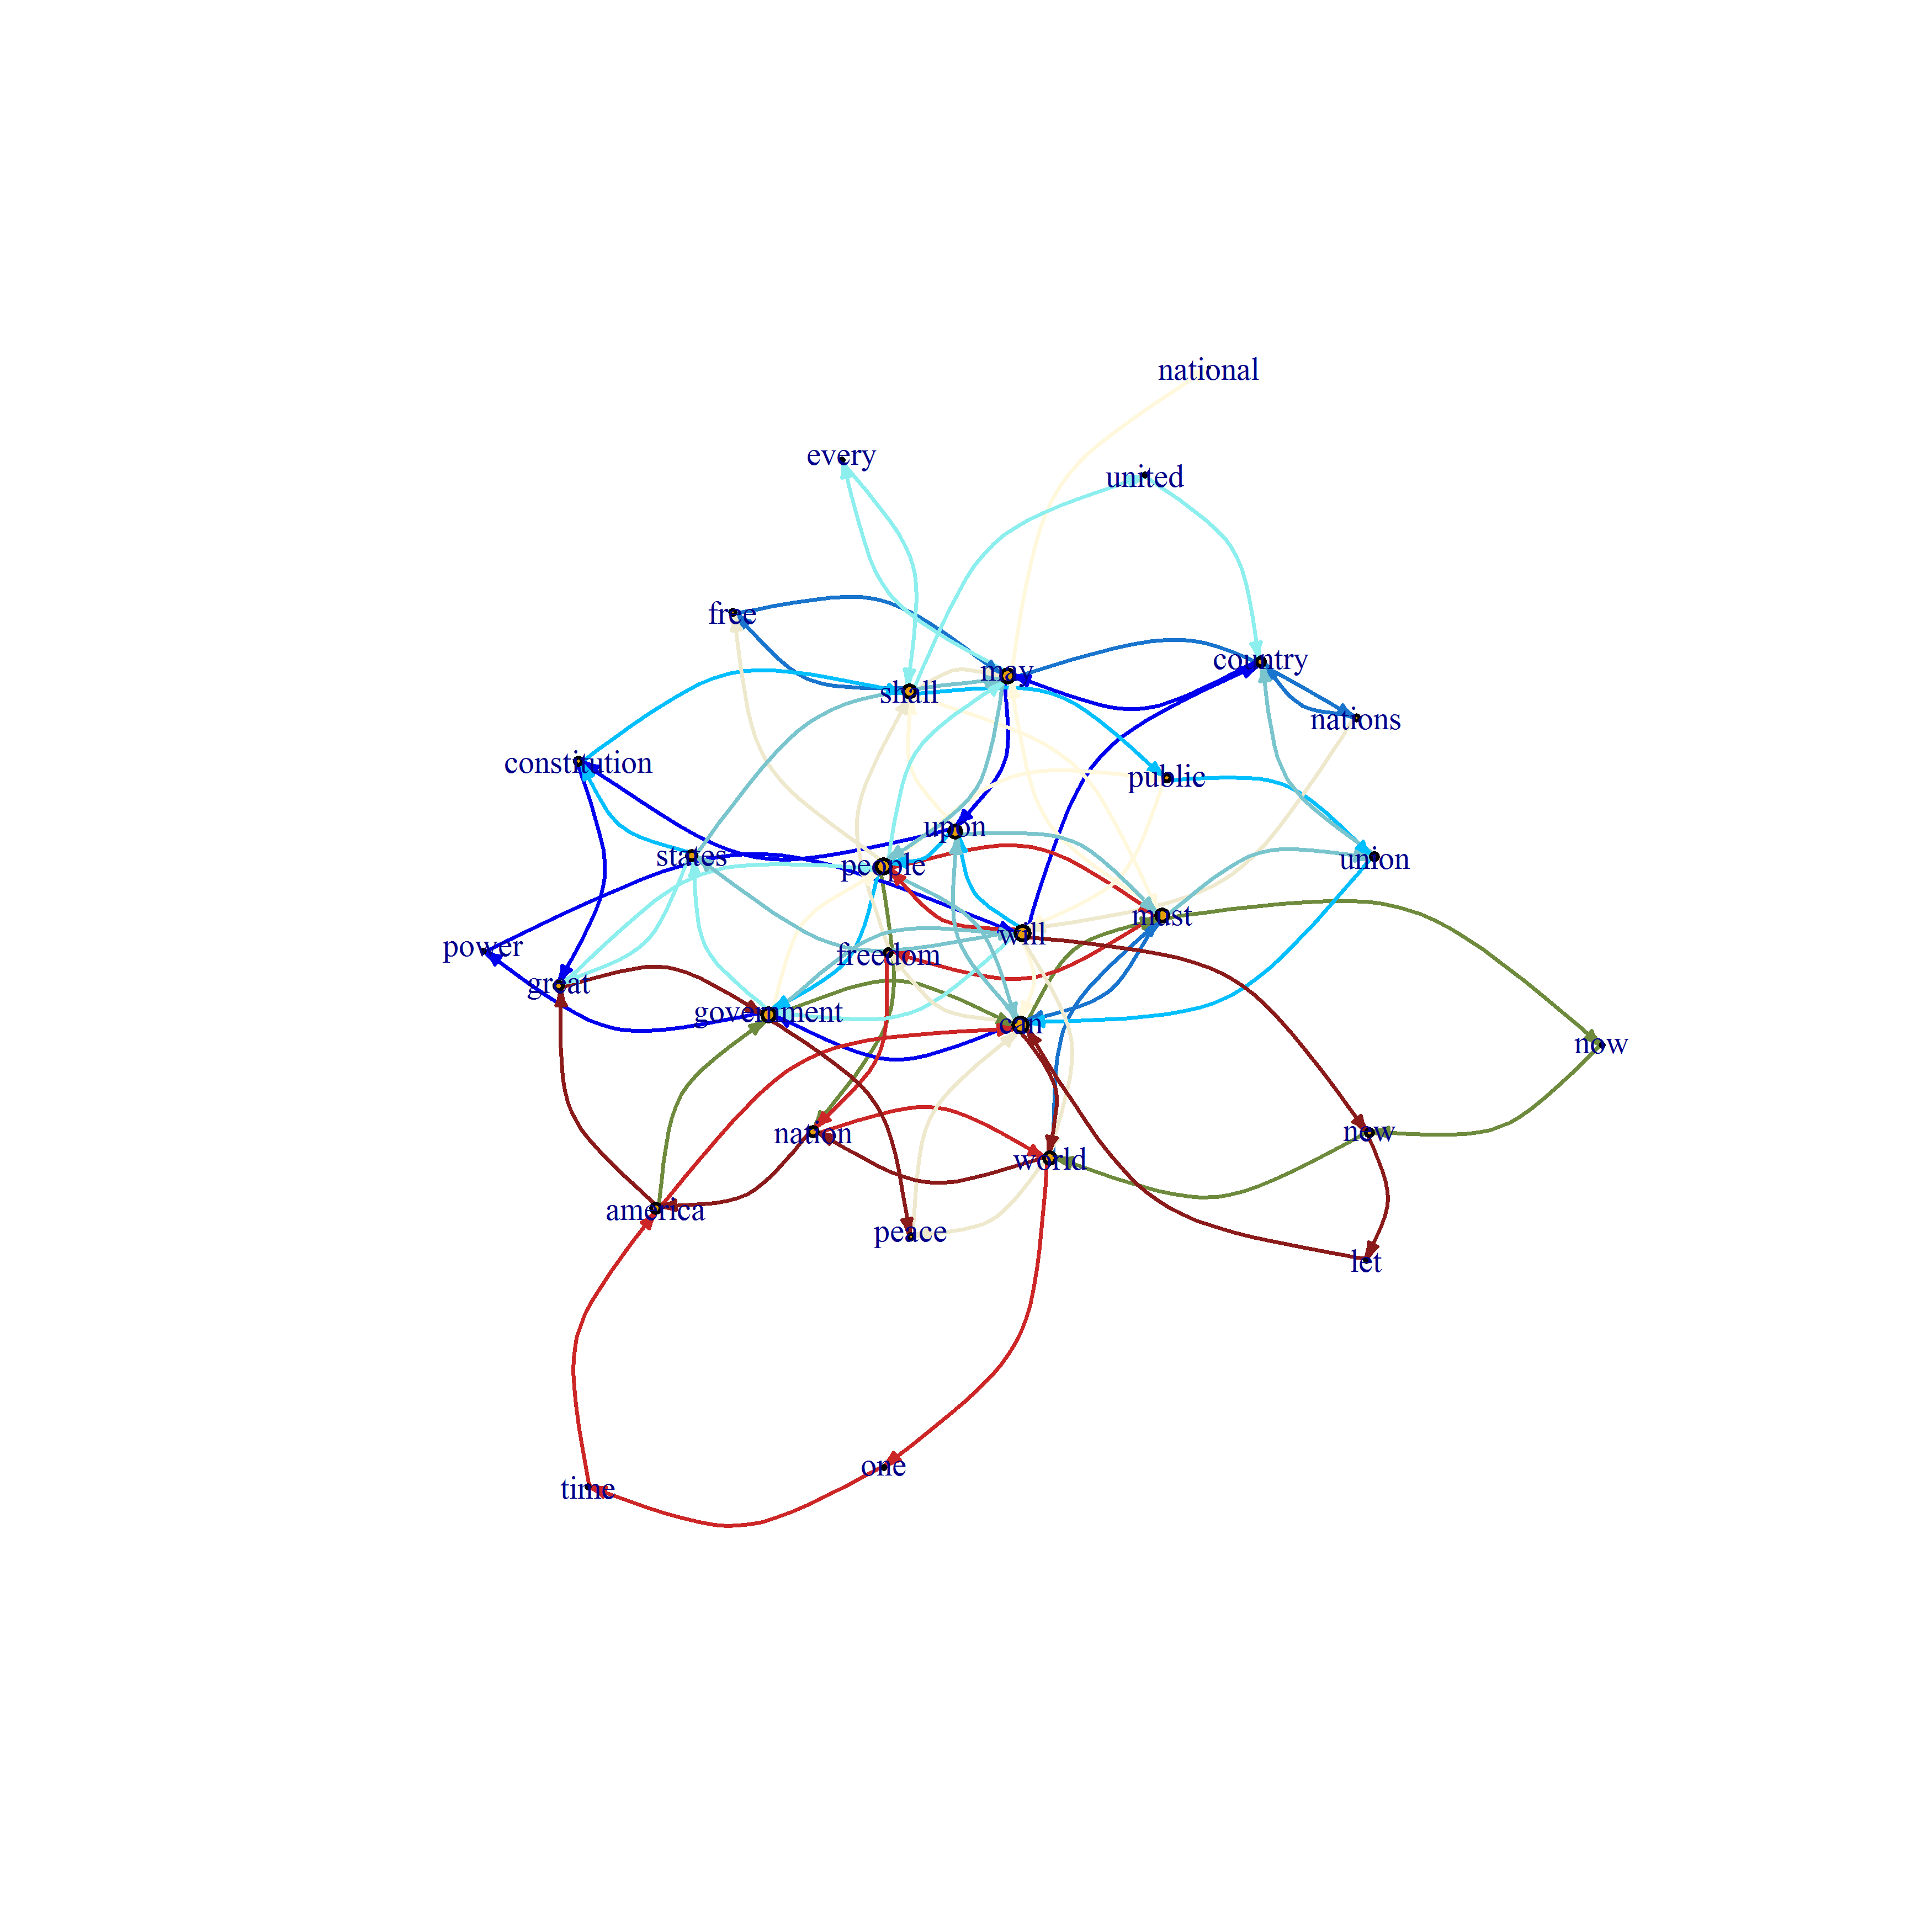 national
every
united
free
country
may
shall
nations
constitution
public
upon
states
people
union
must
will
power
freedom
great
government
can
now
nation
new
world
america
peace
let
one
time